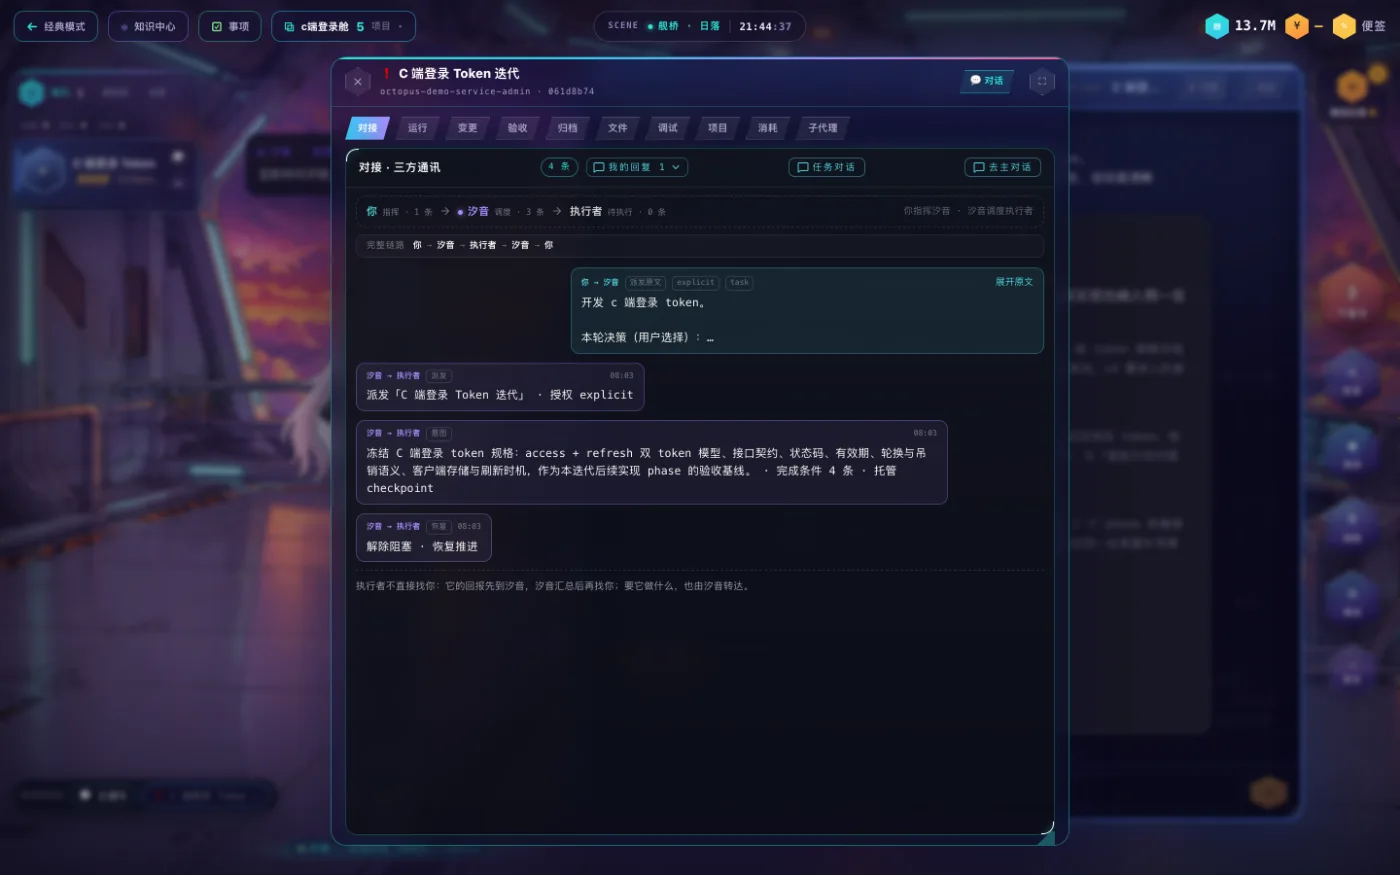 ← 经典模式
知识中心
事项
c端登录舱 5 项目
SCENE 舰桥 · 日落 21:44:37
13.7M
¥ —
便签
! C 端登录 Token 迭代
octopus-demo-service-admin · 061d8b74
对话
对接 运行 变更 验收 归档 文件 调试 项目 消耗 子代理
对接 · 三方通讯
4 条
我的回复 1
任务对话
去主对话
你 指挥 · 1 条 → 汐音 调度 · 3 条 → 执行者 待执行 · 0 条
你指挥汐音 · 汐音调度执行者
完整链路 你 → 汐音 → 执行者 → 汐音 → 你
你 → 汐音 派发原文 explicit task 展开原文
开发 c 端登录 token。
本轮决策（用户选择）：…
汐音 → 执行者 派发 08:03
派发「C 端登录 Token 迭代」 · 授权 explicit
汐音 → 执行者 08:03
冻结 C 端登录 token 规格：access + refresh 双 token 模型、接口契约、状态码、有效期、轮换与吊
销语义、客户端存储与刷新时机，作为本迭代后续实现 phase 的验收基线。 · 完成条件 4 条 · 托管
checkpoint
汐音 → 执行者 恢复 08:03
解除阻塞 · 恢复推进
执行者不直接找你：它的回报先到汐音，汐音汇总后再找你；要它做什么，也由汐音转达。